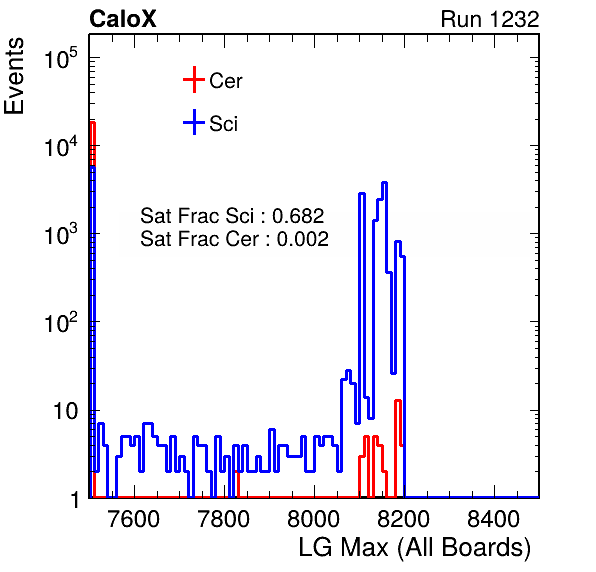 CaloX Run 1232
Events
10^5
10^4
10^3
10^2
10
1
Cer
Sci
Sat Frac Sci : 0.682
Sat Frac Cer : 0.002
7600 7800 8000 8200 8400
LG Max (All Boards)